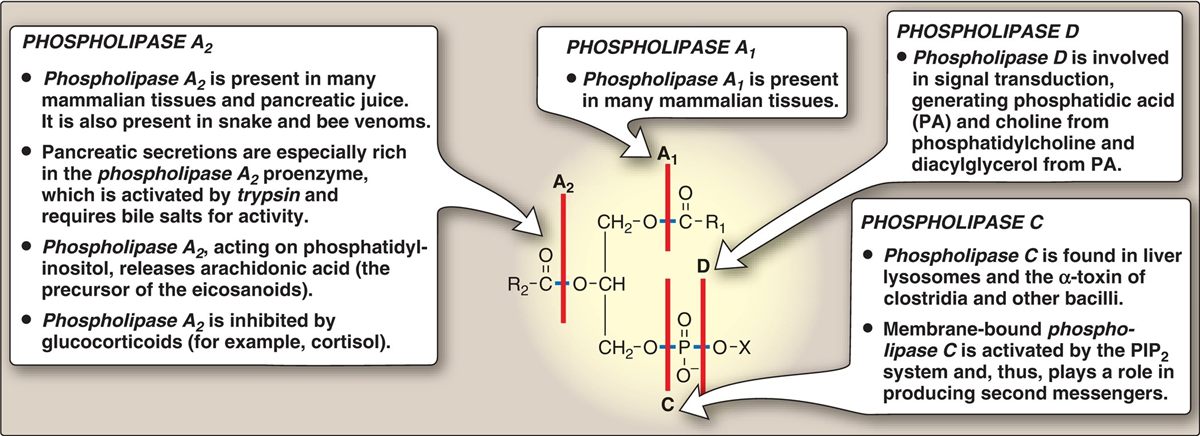 PHOSPHOLIPASE A2
• Phospholipase A2 is present in many
mammalian tissues and pancreatic juice.
It is also present in snake and bee venoms.
• Pancreatic secretions are especially rich
in the phospholipase A2 proenzyme,
which is activated by trypsin and
requires bile salts for activity.
• Phospholipase A2, acting on phosphatidyl-
inositol, releases arachidonic acid (the
precursor of the eicosanoids).
• Phospholipase A2 is inhibited by
glucocorticoids (for example, cortisol).
PHOSPHOLIPASE A1
• Phospholipase A1 is present
in many mammalian tissues.
PHOSPHOLIPASE D
• Phospholipase D is involved
in signal transduction,
generating phosphatidic acid
(PA) and choline from
phosphatidylcholine and
diacylglycerol from PA.
PHOSPHOLIPASE C
• Phospholipase C is found in liver
lysosomes and the α-toxin of
clostridia and other bacilli.
• Membrane-bound phospho-
lipase C is activated by the PIP2
system and, thus, plays a role in
producing second messengers.
A1
A2
O
CH2–O–C–R1
D
O
R2–C–O–CH
O
CH2–O–P–O–X
O–
C